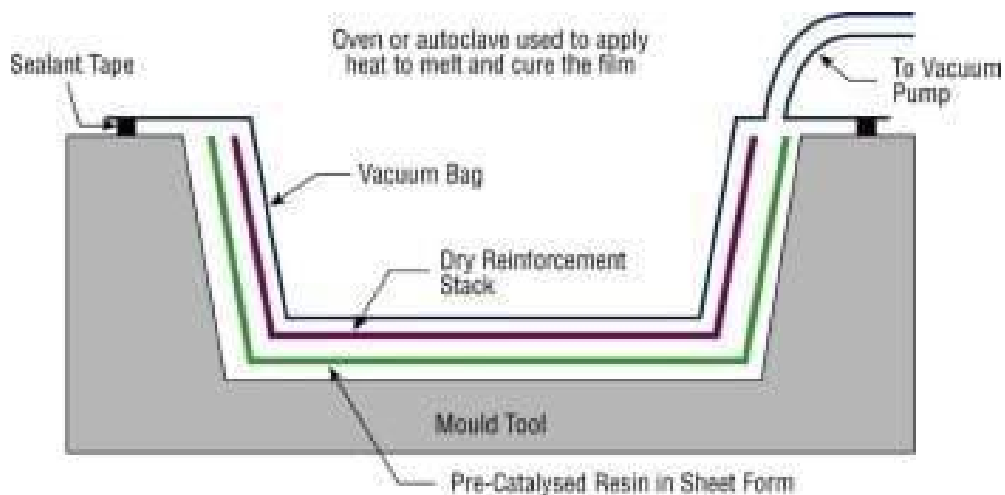 Oven or autoclave used to apply
heat to melt and cure the film
Sealant Tape
To Vacuum
Pump
Vacuum Bag
Dry Reinforcement
Stack
Mould Tool
Pre-Catalysed Resin in Sheet Form